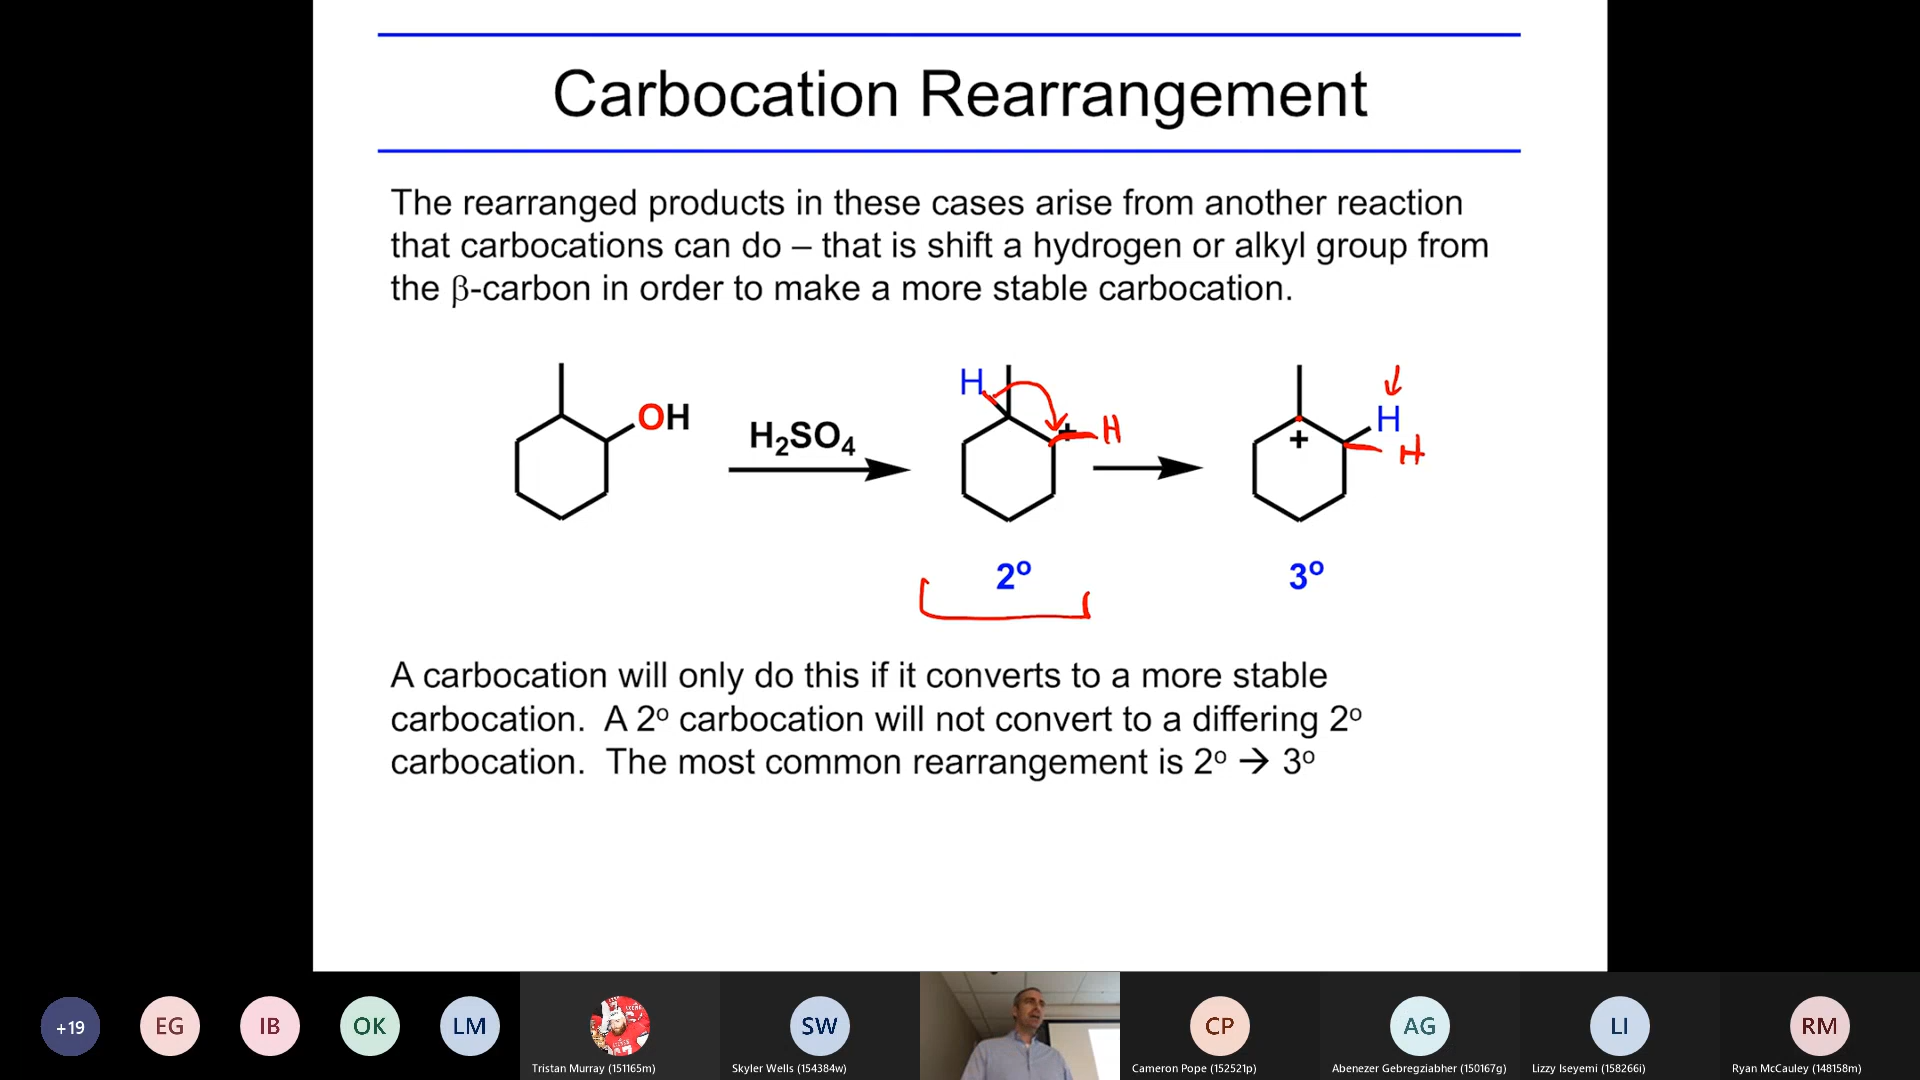 Carbocation Rearrangement
The rearranged products in these cases arise from another reaction
that carbocations can do – that is shift a hydrogen or alkyl group from
the β-carbon in order to make a more stable carbocation.
OH
H₂SO₄
H
+
H
+
H
H
2º
3º
A carbocation will only do this if it converts to a more stable
carbocation.  A 2º carbocation will not convert to a differing 2º
carbocation.  The most common rearrangement is 2º → 3º
+19
EG
IB
OK
LM
Tristan Murray (151165m)
SW
Skyler Wells (154384w)
CP
Cameron Pope (152521p)
AG
Abenezer Gebregziabher (150167g)
LI
Lizzy Iseyemi (158266i)
RM
Ryan McCauley (148158m)